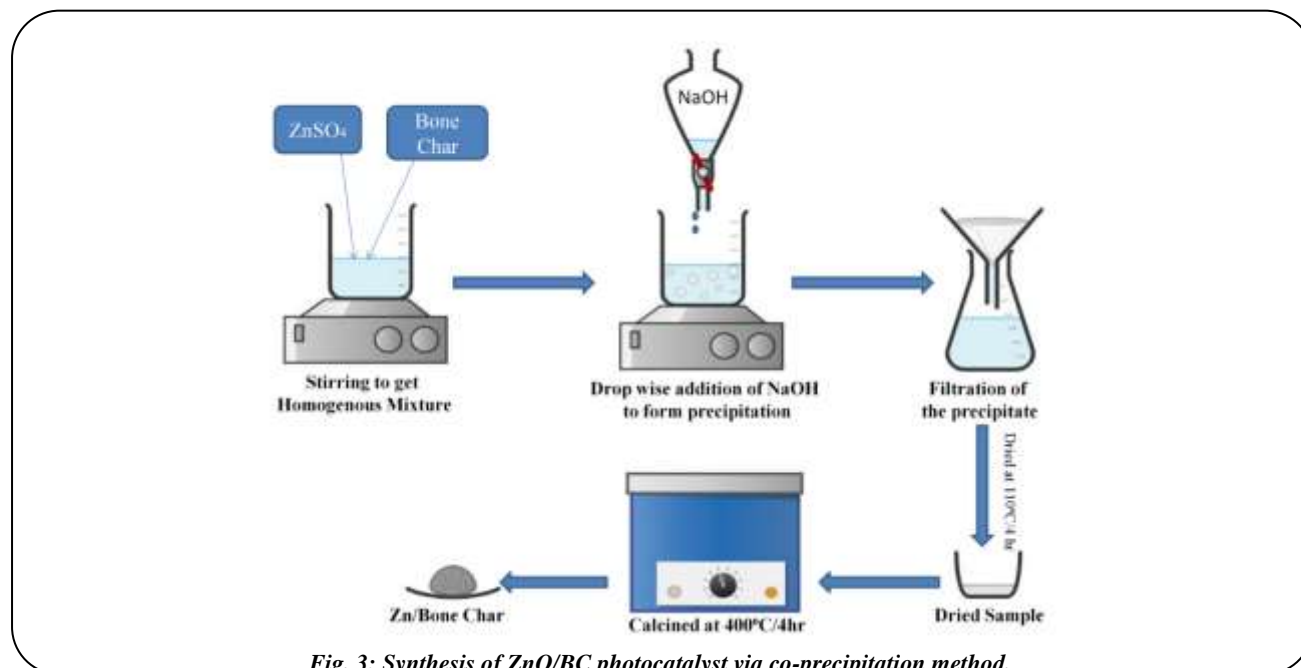 ZnSO₄
Bone
Char
NaOH
Stirring to get
Homogenous Mixture
Drop wise addition of NaOH
to form precipitation
Filtration of
the precipitate
Dried at 110ºC/4 hr
Dried Sample
Calcined at 400ºC/4hr
Zn/Bone Char
Fig. 3: Synthesis of ZnO/BC photocatalyst via co-precipitation method